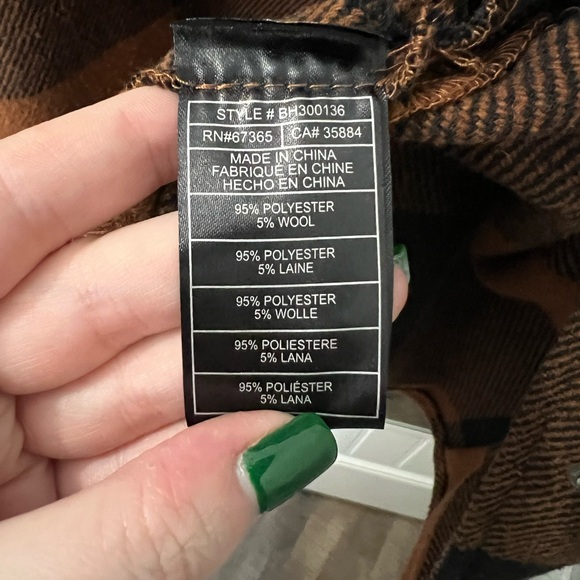 STYLE # BH300136
RN#67365 CA# 35884
MADE IN CHINA
FABRIQUÉ EN CHINE
HECHO EN CHINA
95% POLYESTER
5% WOOL
95% POLYESTER
5% LAINE
95% POLYESTER
5% WOLLE
95% POLIESTERE
5% LANA
95% POLIÉSTER
5% LANA